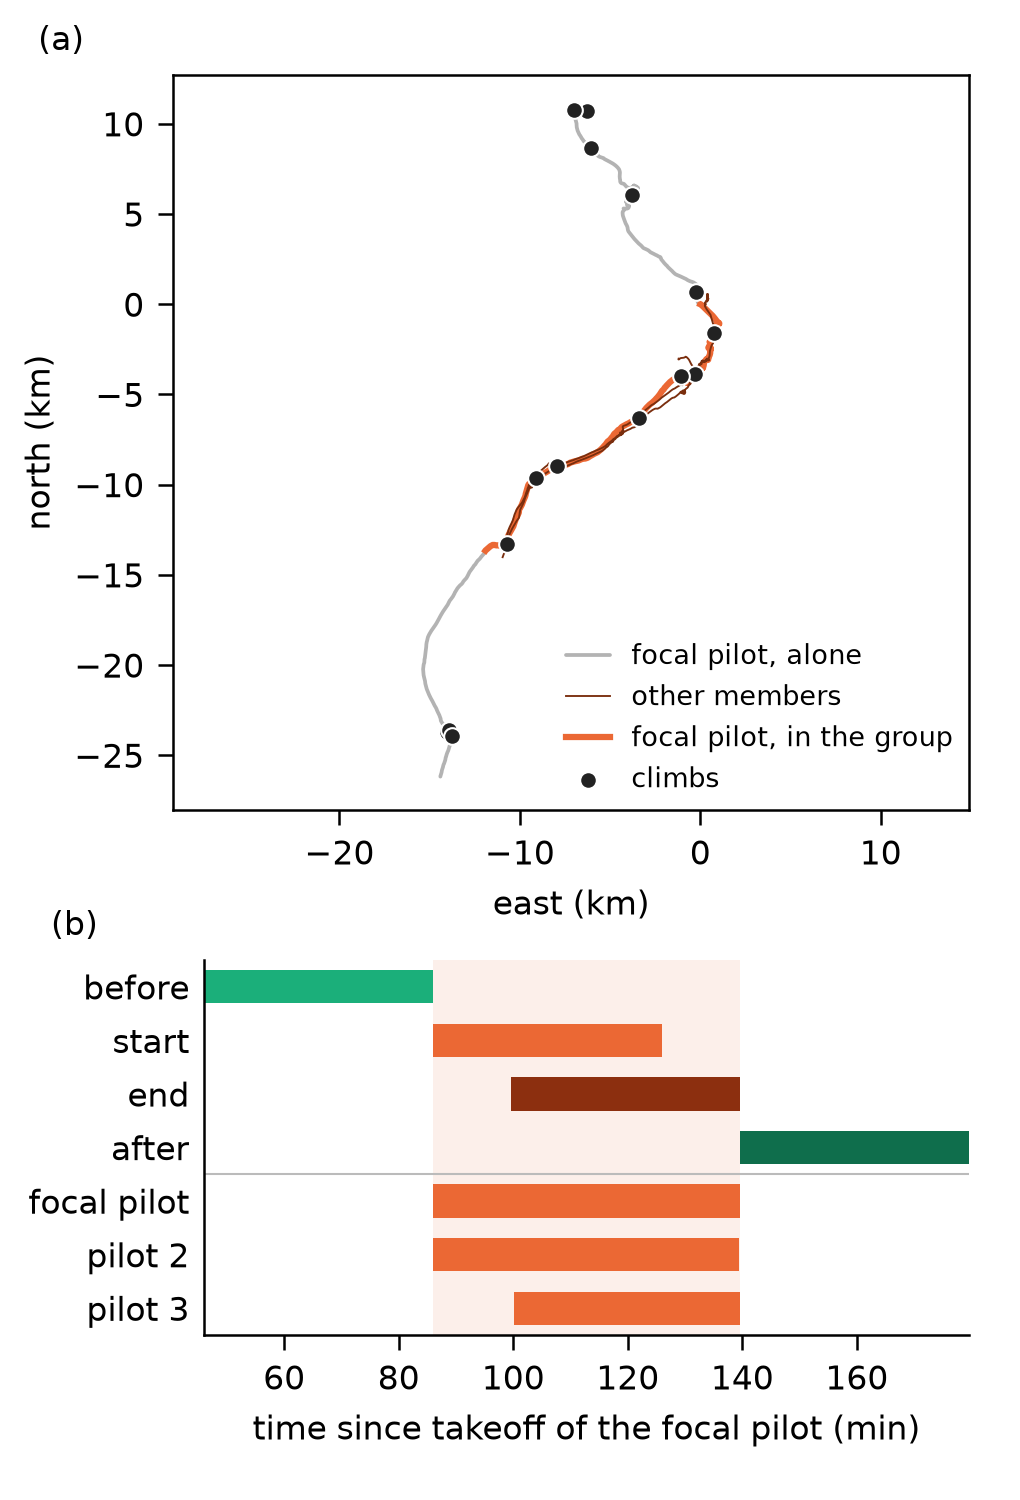 (a)
10
5
0
−5
−10
−15
−20
−25
north (km)
focal pilot, alone
other members
focal pilot, in the group
climbs
−20
−10
0
10
east (km)
(b)
before
start
end
after
focal pilot
pilot 2
pilot 3
60
80
100
120
140
160
time since takeoff of the focal pilot (min)